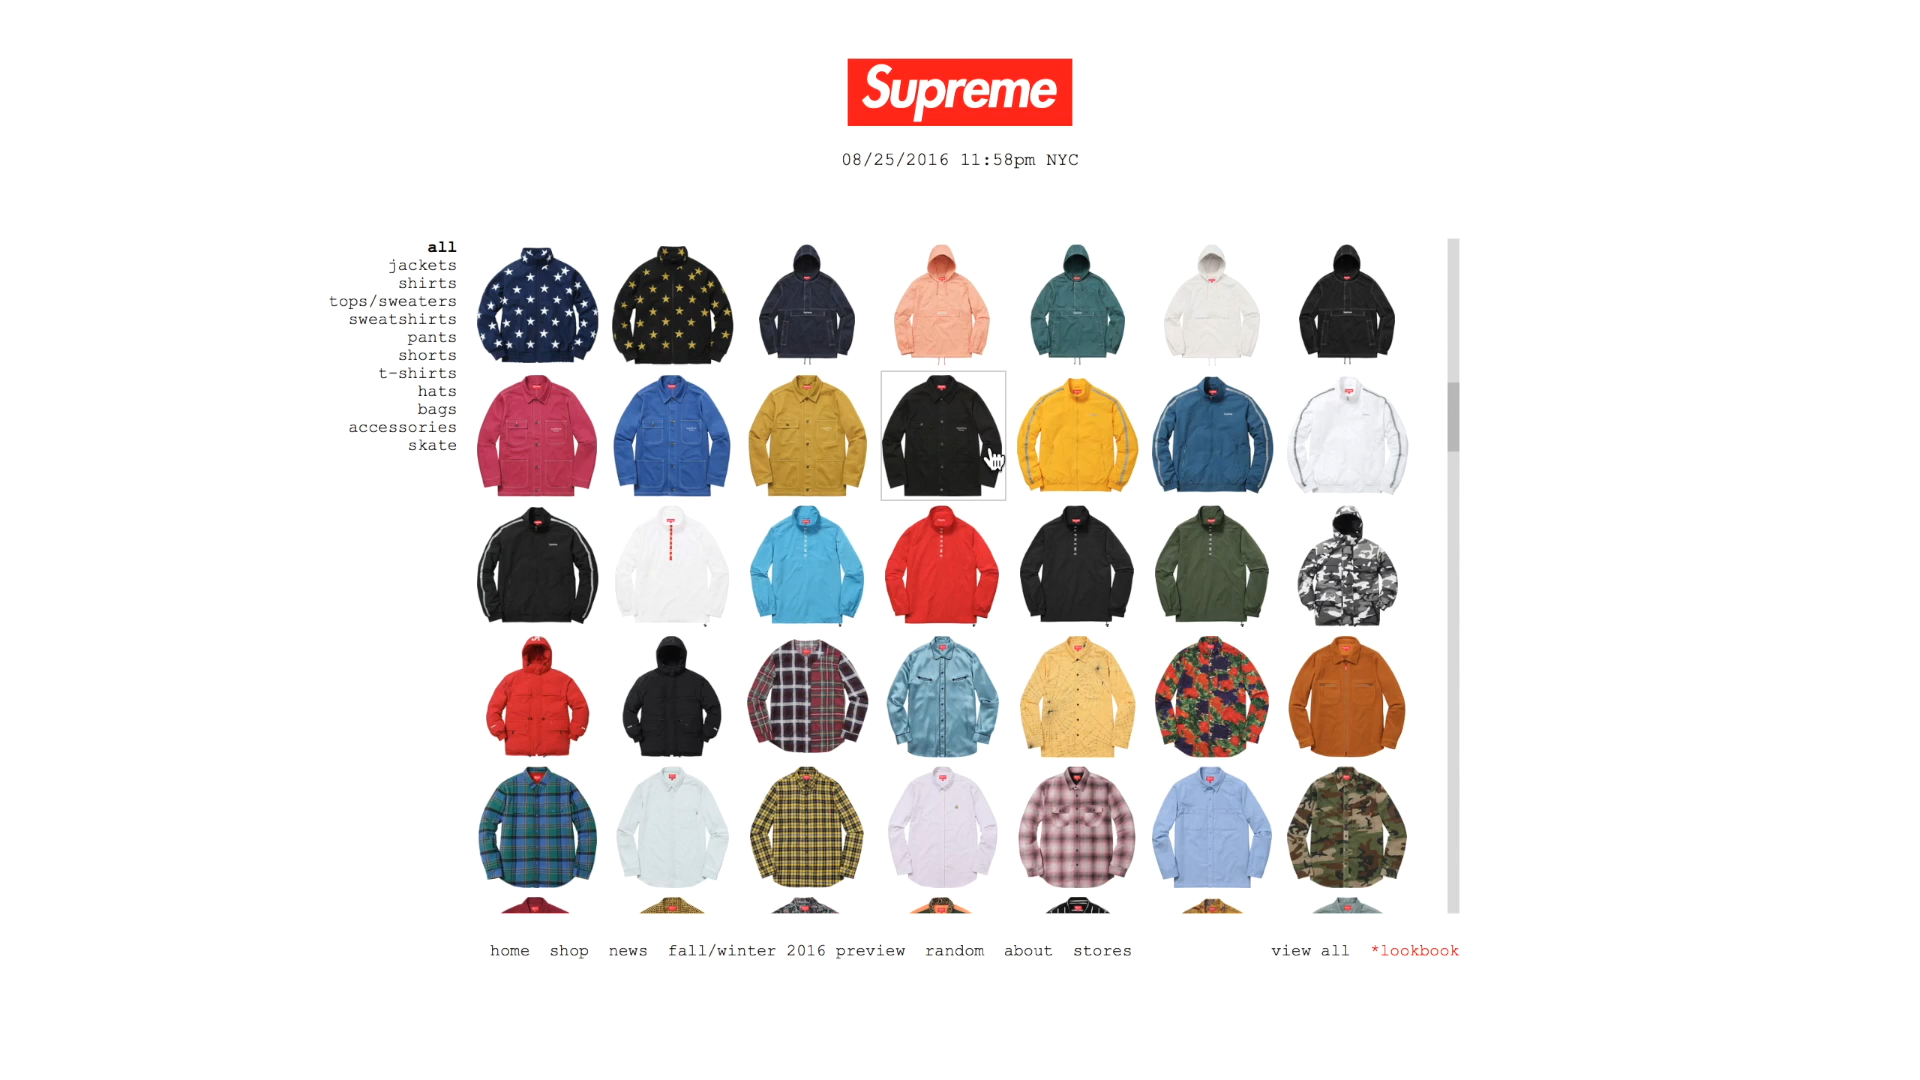 Supreme
08/25/2016 11:58pm NYC
all
jackets
shirts
tops/sweaters
sweatshirts
pants
shorts
t-shirts
hats
bags
accessories
skate
home shop news fall/winter 2016 preview random about stores view all *lookbook